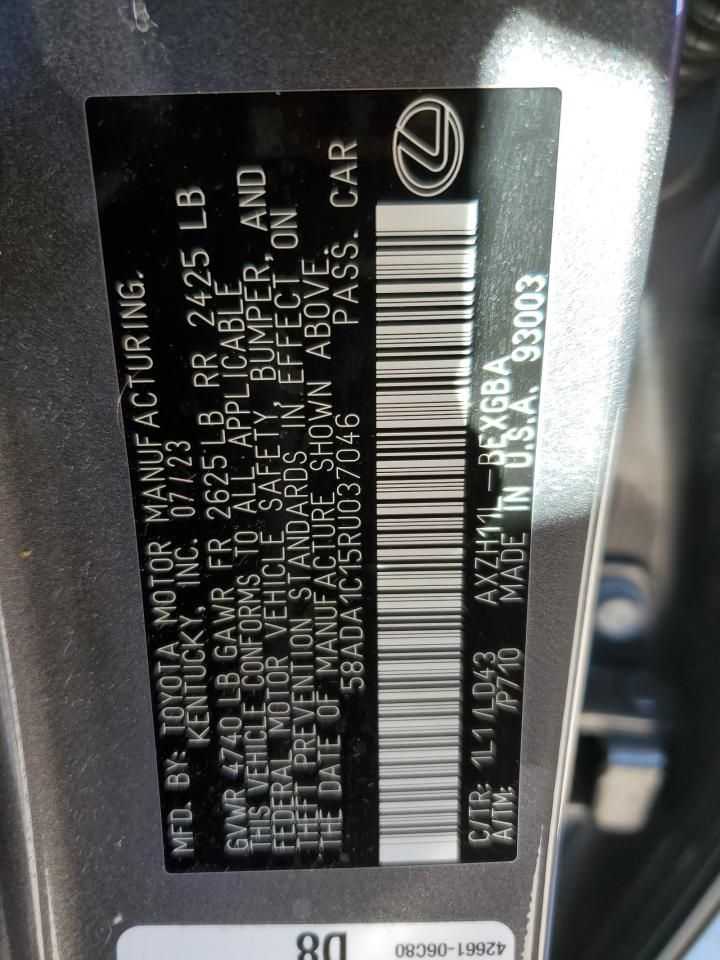 MFD. BY: TOYOTA MOTOR MANUFACTURING.
KENTUCKY, INC. 07/23
GVWR 4740 LB GAWR FR 2625 LB RR 2425 LB
THIS VEHICLE CONFORMS TO ALL APPLICABLE
FEDERAL MOTOR VEHICLE SAFETY, BUMPER, AND
THEFT PREVENTION STANDARDS IN EFFECT ON
THE DATE OF MANUFACTURE SHOWN ABOVE.
58ADA1C15RU037046 PASS. CAR
C/TR: 1L1/LD43 AXZH11L-BEXGBA
A/TM: /P710 MADE IN U.S.A. 93003
42661-06C80
D8